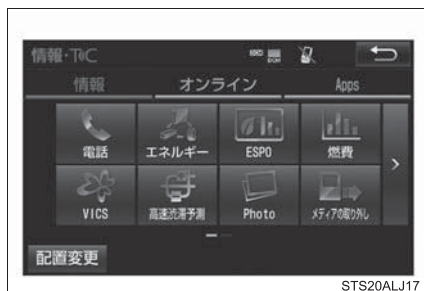 情報・TiC
情報 オンライン Apps
電話 エネルギー ESPO 燃費
VICS 高速渋滞予測 Photo メディアの取り外し
配置変更
STS20ALJ17